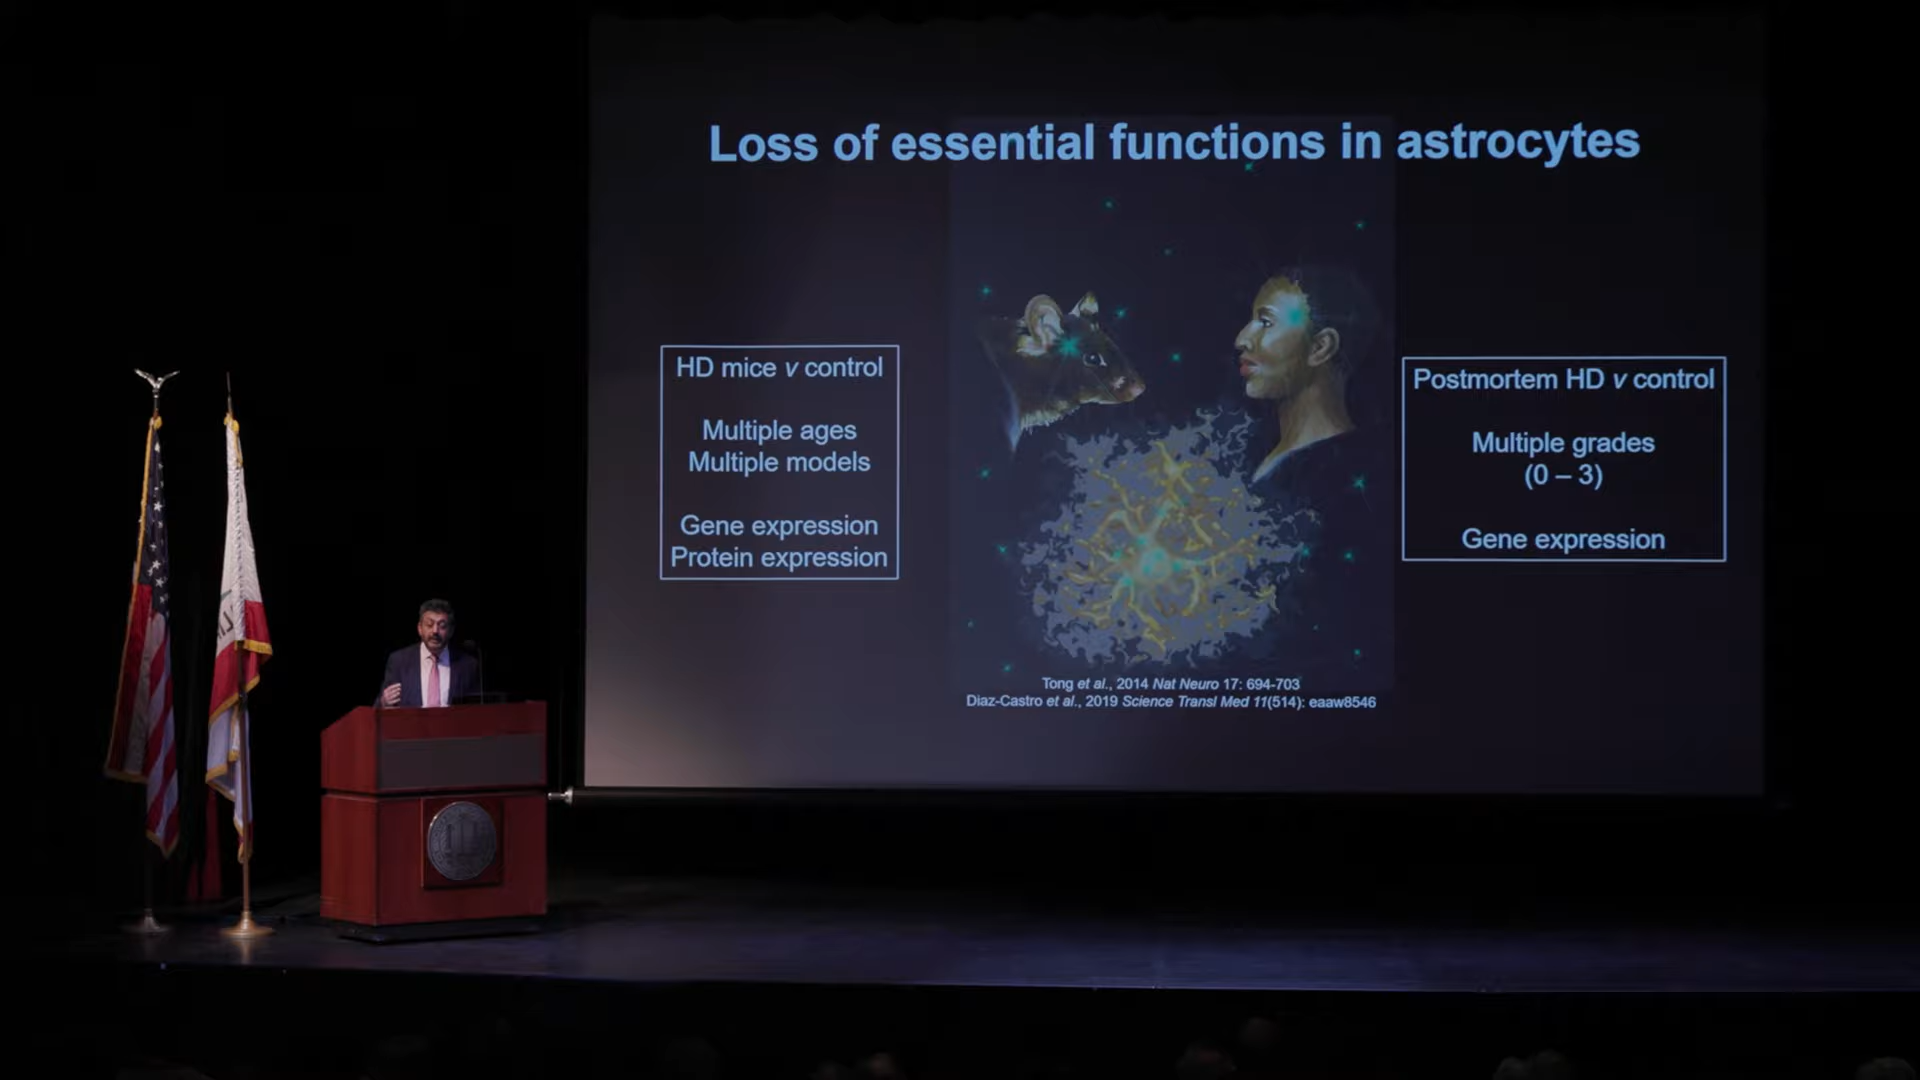 Loss of essential functions in astrocytes
HD mice v control
Multiple ages
Multiple models
Gene expression
Protein expression
Postmortem HD v control
Multiple grades
(0 – 3)
Gene expression
Tong et al., 2014 Nat Neuro 17: 694-703
Diaz-Castro et al., 2019 Science Transl Med 11(514): eaaw8546